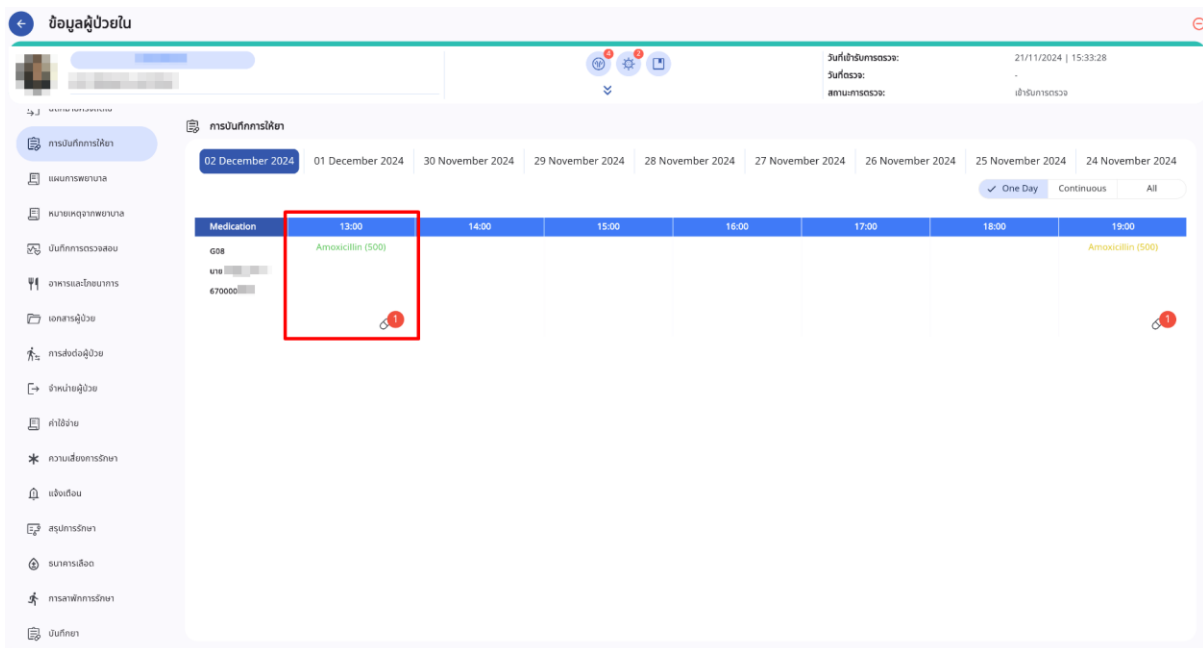 ข้อมูลผู้ป่วยใน
4
2
วันที่เข้ารับการตรวจ: 21/11/2024 | 15:33:28
วันที่ตรวจ: -
สถานะการตรวจ: เข้ารับการตรวจ
การบันทึกการให้ยา
แผนการพยาบาล
หมายเหตุจากพยาบาล
บันทึกการตรวจสอบ
อาหารและโภชนาการ
เอกสารผู้ป่วย
การส่งต่อผู้ป่วย
จำหน่ายผู้ป่วย
ค่าใช้จ่าย
ความเสี่ยงการรักษา
แจ้งเตือน
สรุปการรักษา
ธนาคารเลือด
การลาพักการรักษา
บันทึกยา
การบันทึกการให้ยา
02 December 2024 01 December 2024 30 November 2024 29 November 2024 28 November 2024 27 November 2024 26 November 2024 25 November 2024 24 November 2024
One Day Continuous All
Medication 13:00 14:00 15:00 16:00 17:00 18:00 19:00
G08 Amoxicillin (500) Amoxicillin (500)
นาย
670000
1 1